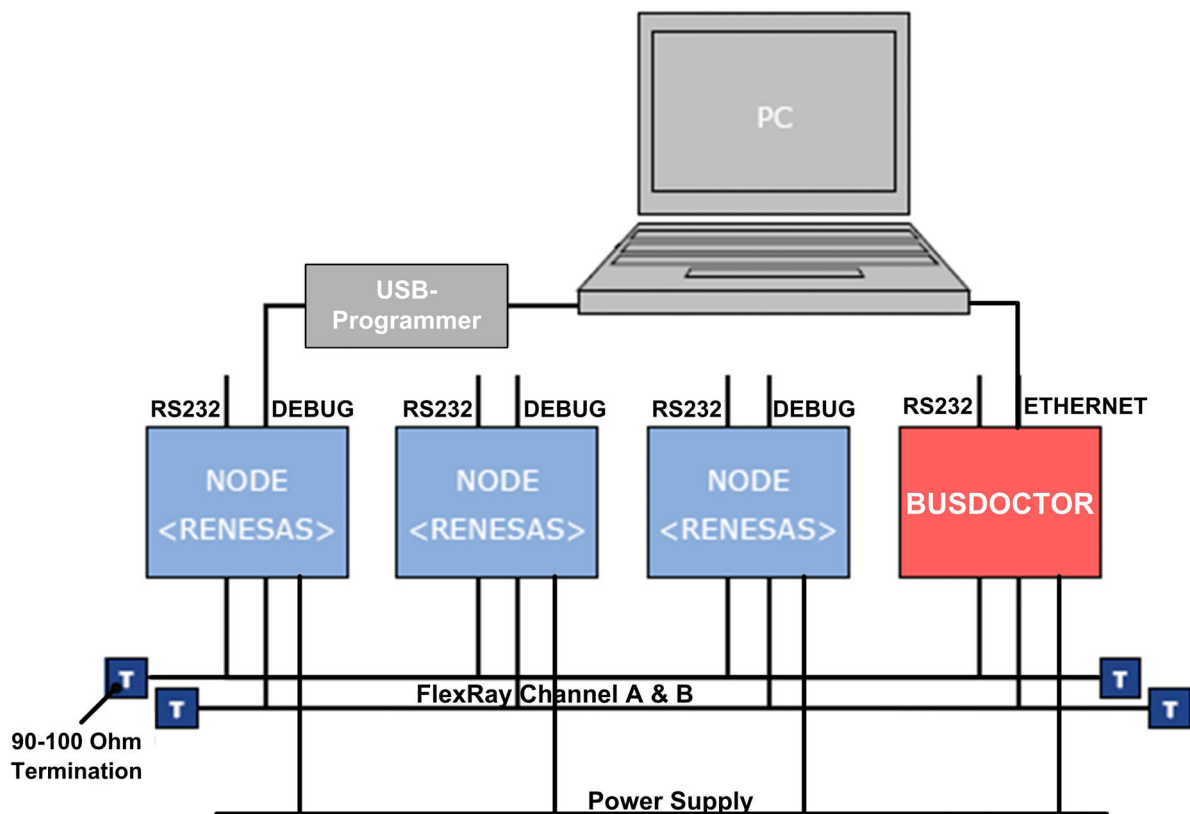 PC
USB-
Programmer
RS232 DEBUG RS232 DEBUG RS232 DEBUG RS232 ETHERNET
NODE NODE NODE BUSDOCTOR
<RENESAS> <RENESAS> <RENESAS>
T T
FlexRay Channel A & B
T T
90-100 Ohm
Termination
Power Supply